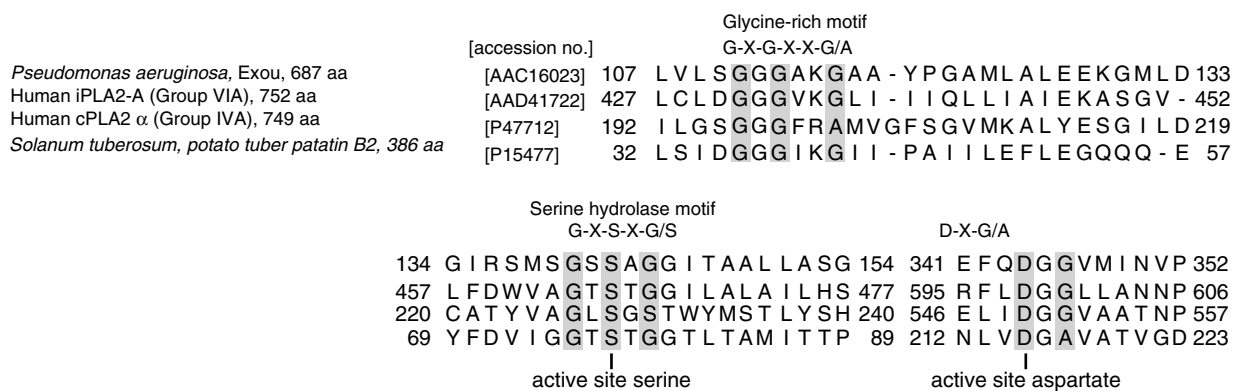 Glycine-rich motif
[accession no.] G-X-G-X-X-G/A
Pseudomonas aeruginosa, Exou, 687 aa [AAC16023] 107 L V L S G G G A K G A A - Y P G A M L A L E E K G M L D 133
Human iPLA2-A (Group VIA), 752 aa [AAD41722] 427 L C L D G G G V K G L I - I I Q L L I A I E K A S G V - 452
Human cPLA2 α (Group IVA), 749 aa [P47712] 192 I L G S G G G F R A M V G F S G V M K A L Y E S G I L D 219
Solanum tuberosum, potato tuber patatin B2, 386 aa [P15477] 32 L S I D G G G I K G I I - P A I I L E F L E G Q Q Q - E 57
Serine hydrolase motif
G-X-S-X-G/S D-X-G/A
134 G I R S M S G S S A G G I T A A L L A S G 154 341 E F Q D G G V M I N V P 352
457 L F D W V A G T S T G G I L A L A I L H S 477 595 R F L D G G L L A N N P 606
220 C A T Y V A G L S G S T W Y M S T L Y S H 240 546 E L I D G G V A A T N P 557
69 Y F D V I G G T S T G G T L T A M I T T P 89 212 N L V D G A V A T V G D 223
active site serine active site aspartate